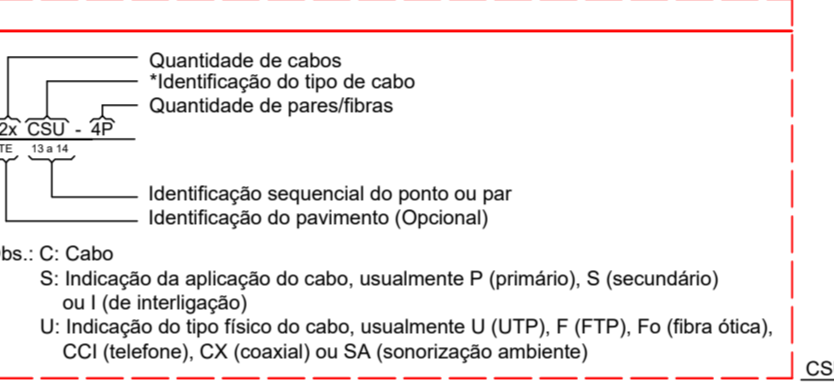 Quantidade de cabos
*Identificação do tipo de cabo
Quantidade de pares/fibras
2x CSU - 4P
TE 13 a 14
Identificação sequencial do ponto ou par
Identificação do pavimento (Opcional)
bs.: C: Cabo
S: Indicação da aplicação do cabo, usualmente P (primário), S (secundário)
ou I (de interligação)
U: Indicação do tipo físico do cabo, usualmente U (UTP), F (FTP), Fo (fibra ótica),
CCI (telefone), CX (coaxial) ou SA (sonorização ambiente)
CS